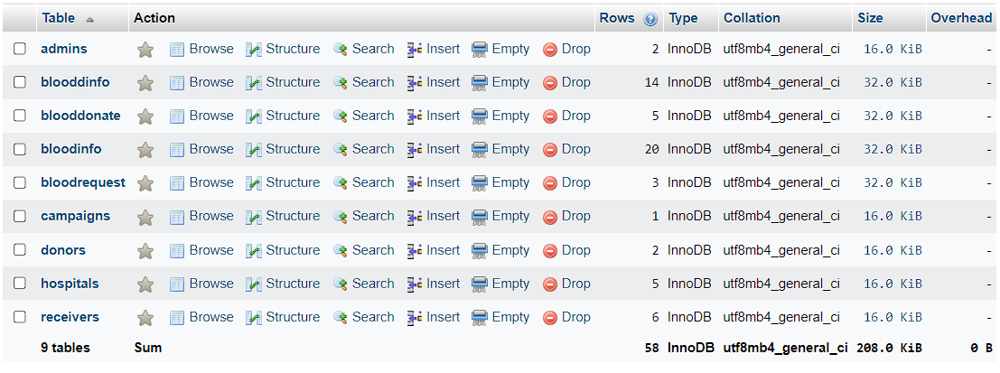 Table Action Rows Type Collation Size Overhead
admins Browse Structure Search Insert Empty Drop 2 InnoDB utf8mb4_general_ci 16.0 KiB -
blooddinfo Browse Structure Search Insert Empty Drop 14 InnoDB utf8mb4_general_ci 32.0 KiB -
blooddonate Browse Structure Search Insert Empty Drop 5 InnoDB utf8mb4_general_ci 32.0 KiB -
bloodinfo Browse Structure Search Insert Empty Drop 20 InnoDB utf8mb4_general_ci 32.0 KiB -
bloodrequest Browse Structure Search Insert Empty Drop 3 InnoDB utf8mb4_general_ci 32.0 KiB -
campaigns Browse Structure Search Insert Empty Drop 1 InnoDB utf8mb4_general_ci 16.0 KiB -
donors Browse Structure Search Insert Empty Drop 2 InnoDB utf8mb4_general_ci 16.0 KiB -
hospitals Browse Structure Search Insert Empty Drop 5 InnoDB utf8mb4_general_ci 16.0 KiB -
receivers Browse Structure Search Insert Empty Drop 6 InnoDB utf8mb4_general_ci 16.0 KiB -
9 tables Sum 58 InnoDB utf8mb4_general_ci 208.0 KiB 0 B